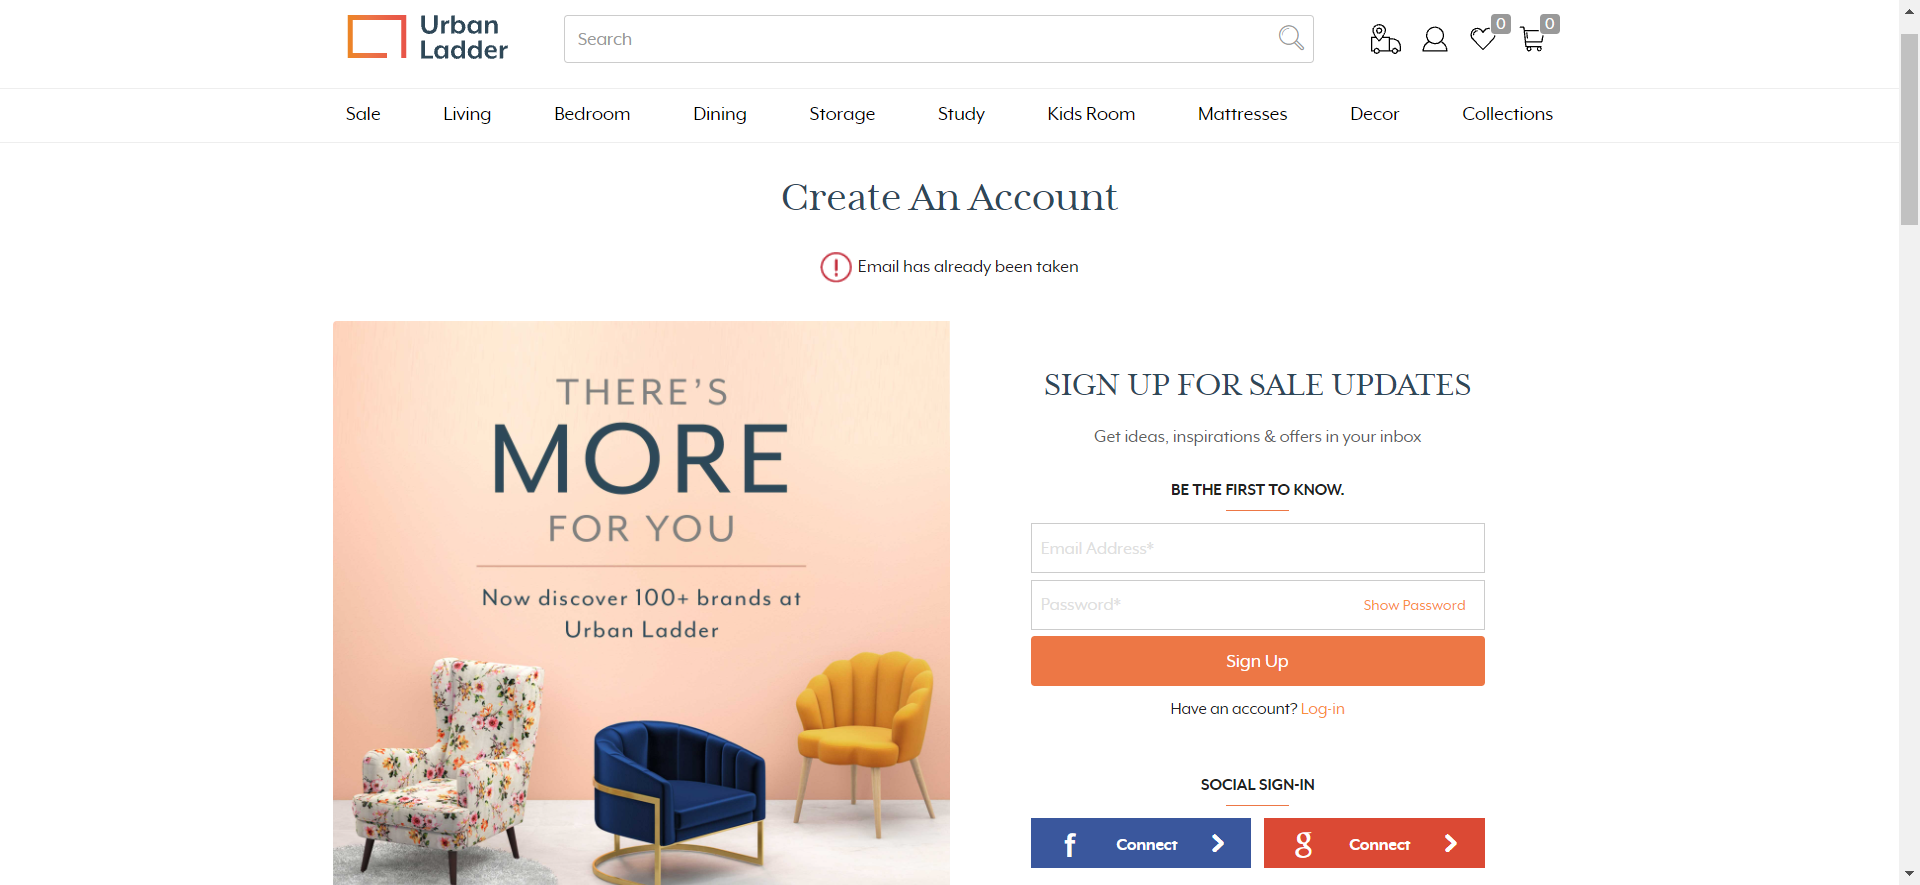 Urban
Ladder
Search
0
0
Sale
Living
Bedroom
Dining
Storage
Study
Kids Room
Mattresses
Decor
Collections
Create An Account
Email has already been taken
THERE'S
MORE
FOR YOU
Now discover 100+ brands at
Urban Ladder
SIGN UP FOR SALE UPDATES
Get ideas, inspirations & offers in your inbox
BE THE FIRST TO KNOW.
Email Address*
Password*
Show Password
Sign Up
Have an account? Log-in
SOCIAL SIGN-IN
f Connect
g Connect